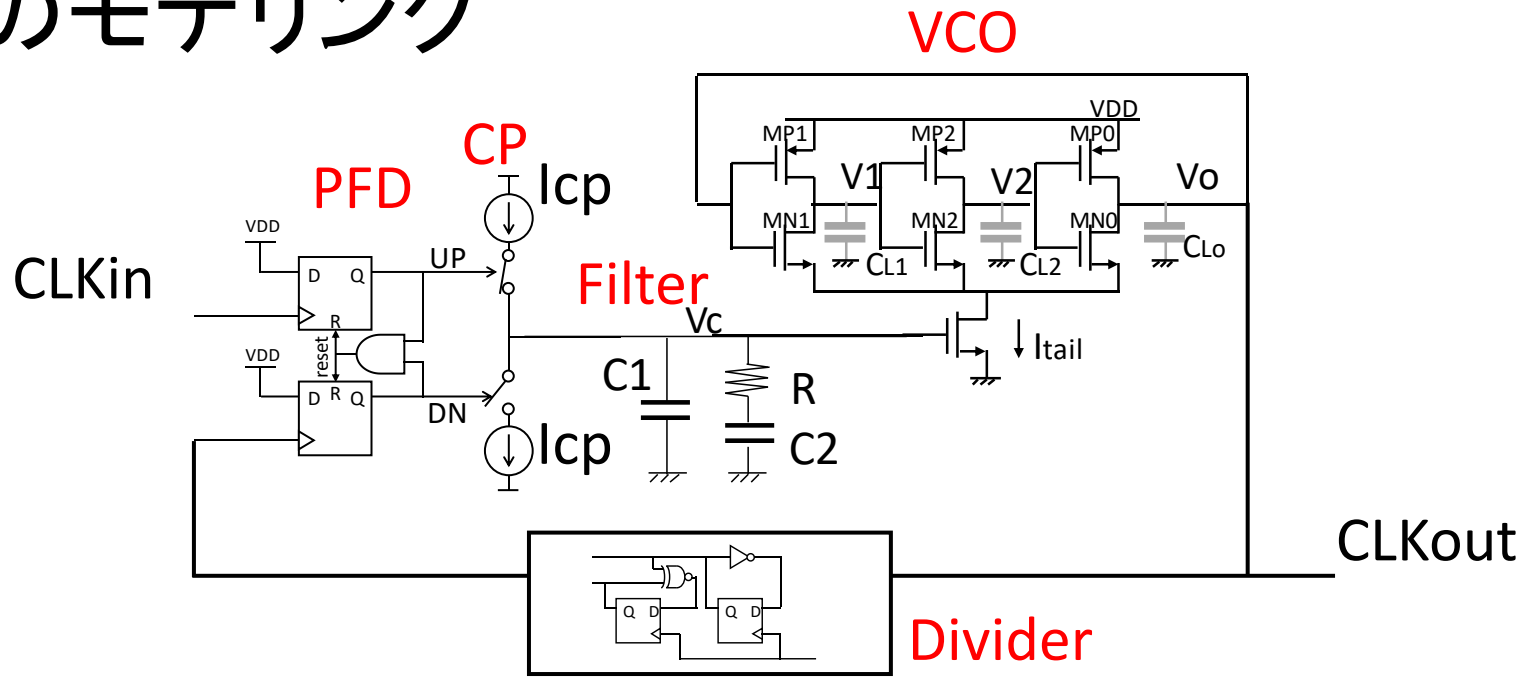 のモデリング
VCO
CP
PFD
Icp
VDD
MP1
MP2
MP0
V1
V2
Vo
MN1
MN2
MN0
CL1
CL2
CLo
VDD
D
Q
UP
CLKin
R
reset
Filter
Vc
Itail
VDD
R
D
Q
DN
C1
R
C2
Icp
CLKout
Q
D
Q
D
Divider